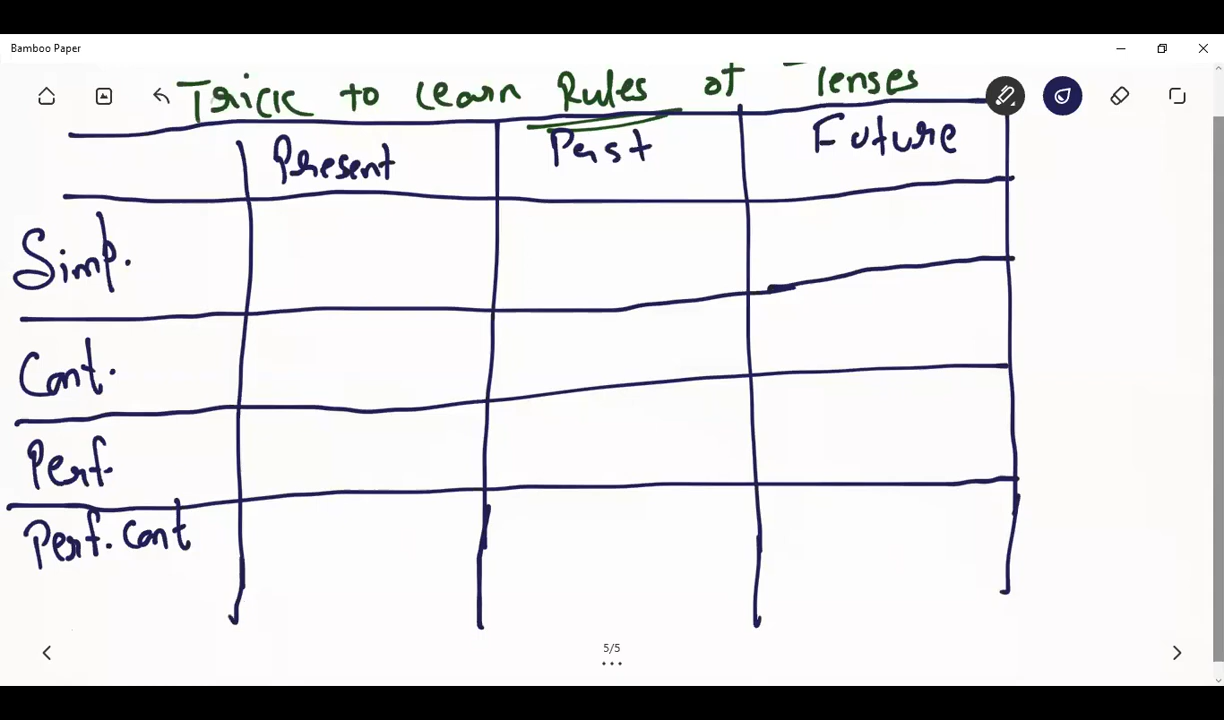 Bamboo Paper
Trick to learn Rules of Tenses
Present Past Future
Simp.
Cont.
Perf.
Perf. Cont
5/5